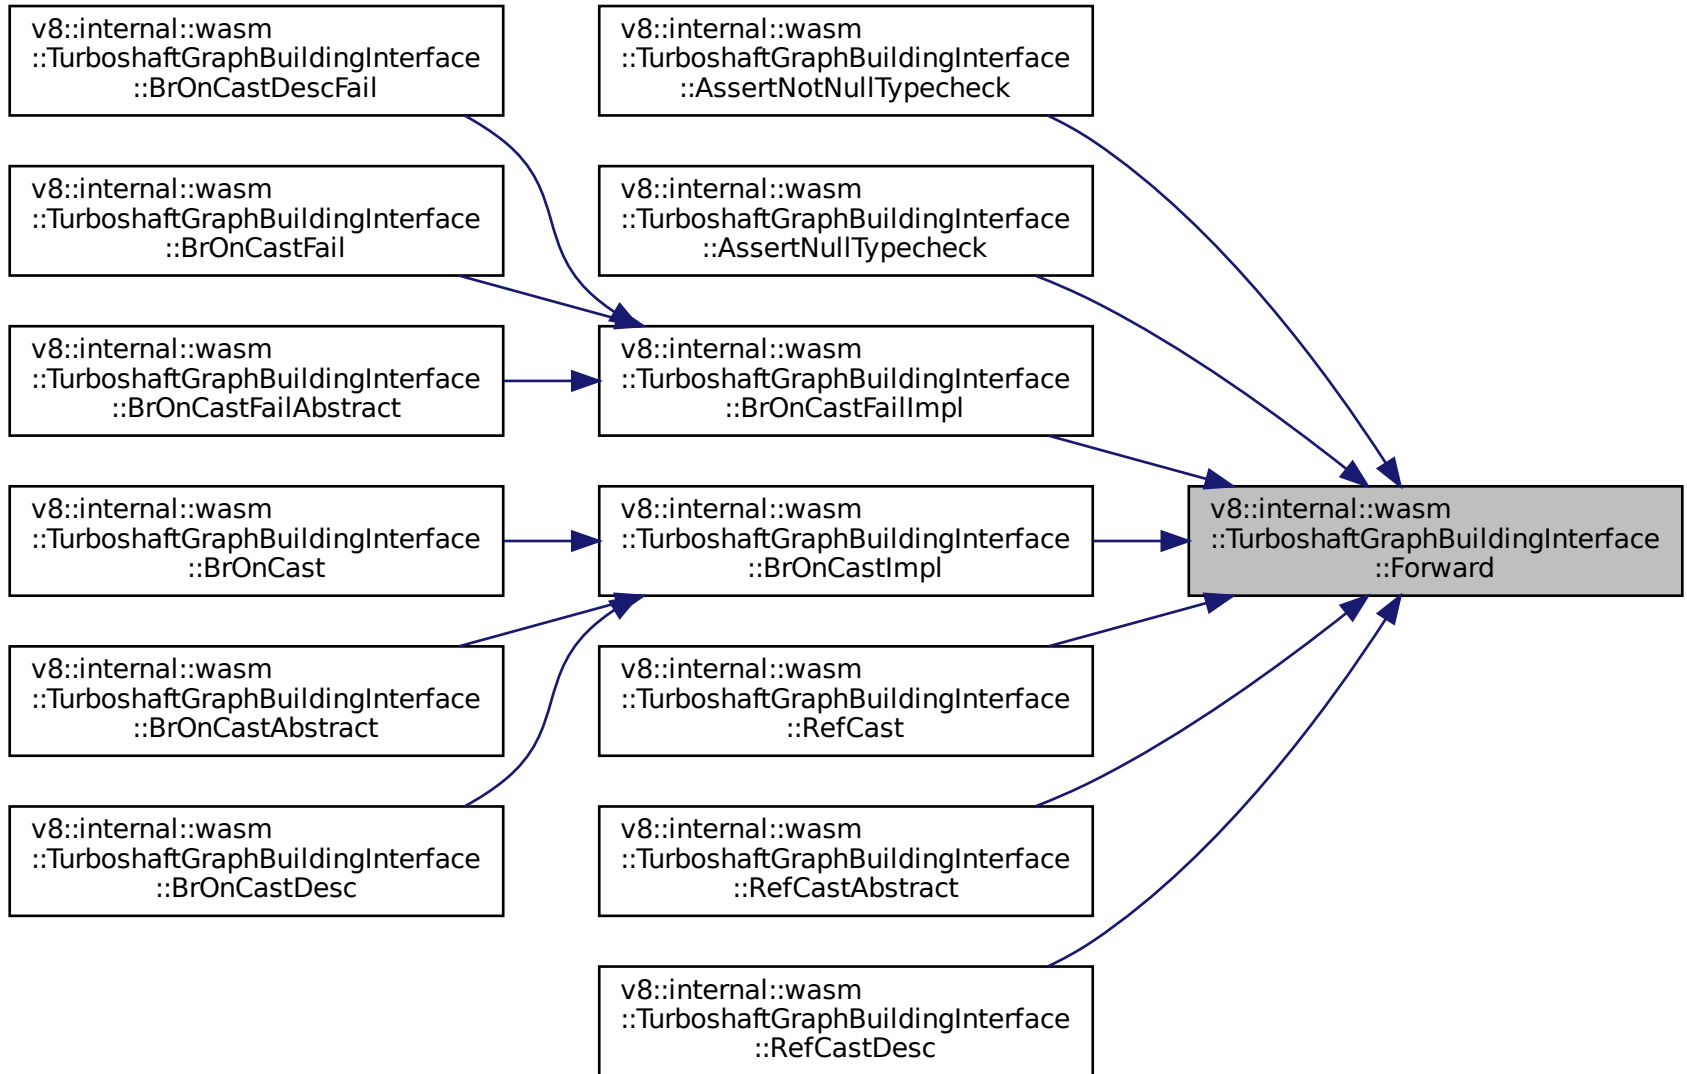 v8::internal::wasm
::TurboshaftGraphBuildingInterface
::BrOnCastDescFail
v8::internal::wasm
::TurboshaftGraphBuildingInterface
::BrOnCastFail
v8::internal::wasm
::TurboshaftGraphBuildingInterface
::BrOnCastFailAbstract
v8::internal::wasm
::TurboshaftGraphBuildingInterface
::BrOnCast
v8::internal::wasm
::TurboshaftGraphBuildingInterface
::BrOnCastAbstract
v8::internal::wasm
::TurboshaftGraphBuildingInterface
::BrOnCastDesc
v8::internal::wasm
::TurboshaftGraphBuildingInterface
::AssertNotNullTypecheck
v8::internal::wasm
::TurboshaftGraphBuildingInterface
::AssertNullTypecheck
v8::internal::wasm
::TurboshaftGraphBuildingInterface
::BrOnCastFailImpl
v8::internal::wasm
::TurboshaftGraphBuildingInterface
::BrOnCastImpl
v8::internal::wasm
::TurboshaftGraphBuildingInterface
::RefCast
v8::internal::wasm
::TurboshaftGraphBuildingInterface
::RefCastAbstract
v8::internal::wasm
::TurboshaftGraphBuildingInterface
::RefCastDesc
v8::internal::wasm
::TurboshaftGraphBuildingInterface
::Forward